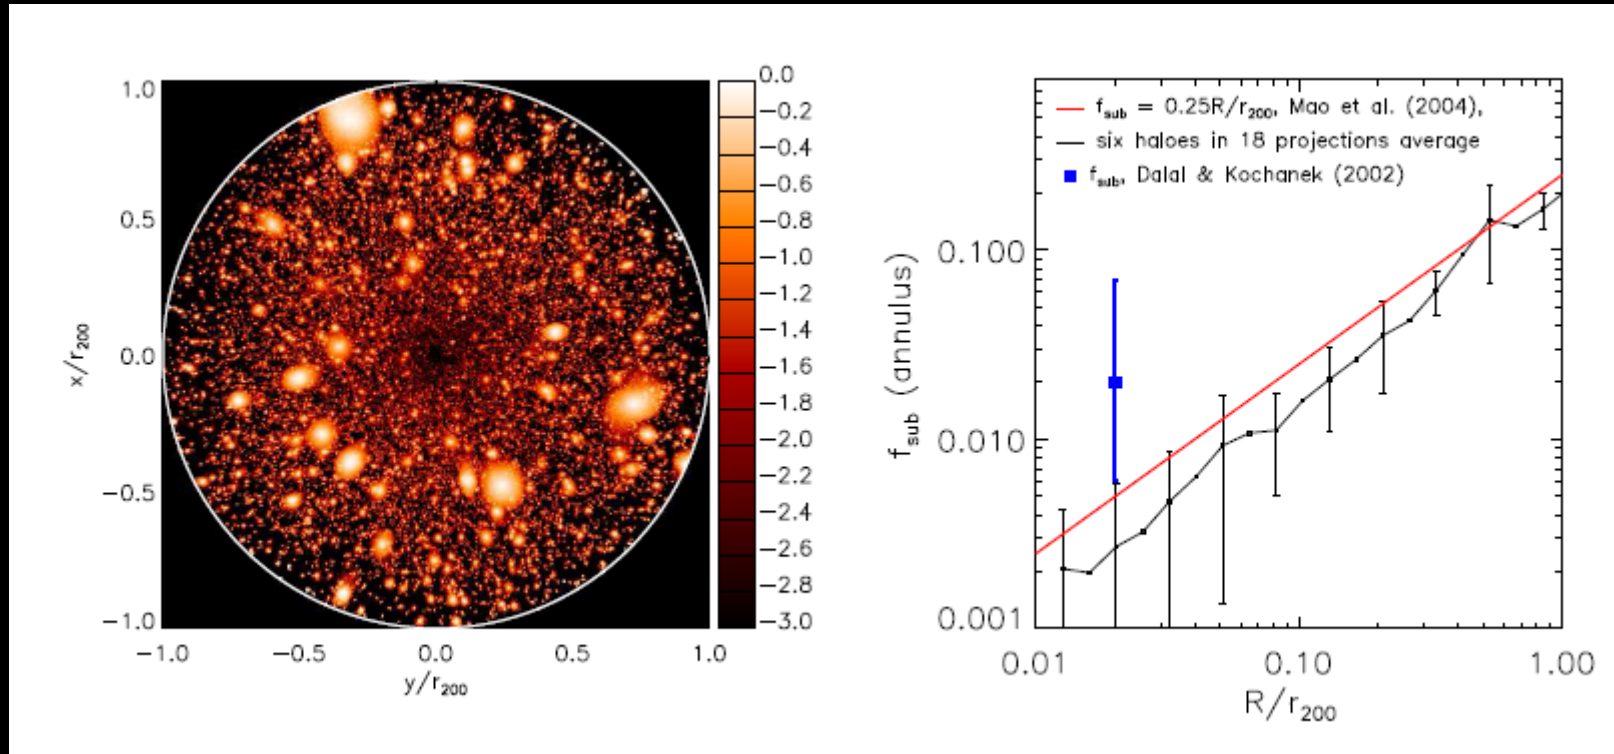 1.0
0.5
0.0
−0.5
−1.0
x/r200
−1.0 −0.5 0.0 0.5 1.0
y/r200
0.0
−0.2
−0.4
−0.6
−0.8
−1.0
−1.2
−1.4
−1.6
−1.8
−2.0
−2.2
−2.4
−2.6
−2.8
−3.0
fsub = 0.25R/r200, Mao et al. (2004),
six haloes in 18 projections average
fsub, Dalal & Kochanek (2002)
fsub (annulus)
0.100
0.010
0.001
0.01 0.10 1.00
R/r200